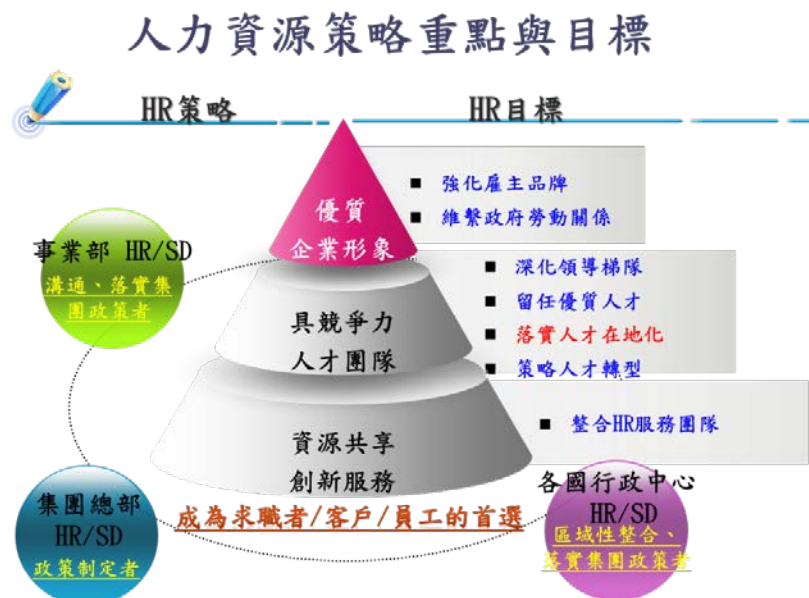 人力資源策略重點與目標
HR策略
HR目標
優質
企業形象
■ 強化雇主品牌
■ 維繫政府勞動關係
事業部 HR/SD
溝通、落實集
團政策者
具競爭力
人才團隊
■ 深化領導梯隊
■ 留任優質人才
■ 落實人才在地化
■ 策略人才轉型
資源共享
創新服務
■ 整合HR服務團隊
集團總部
HR/SD
政策制定者
成為求職者/客戶/員工的首選
各國行政中心
HR/SD
區域性整合、
落實集團政策者